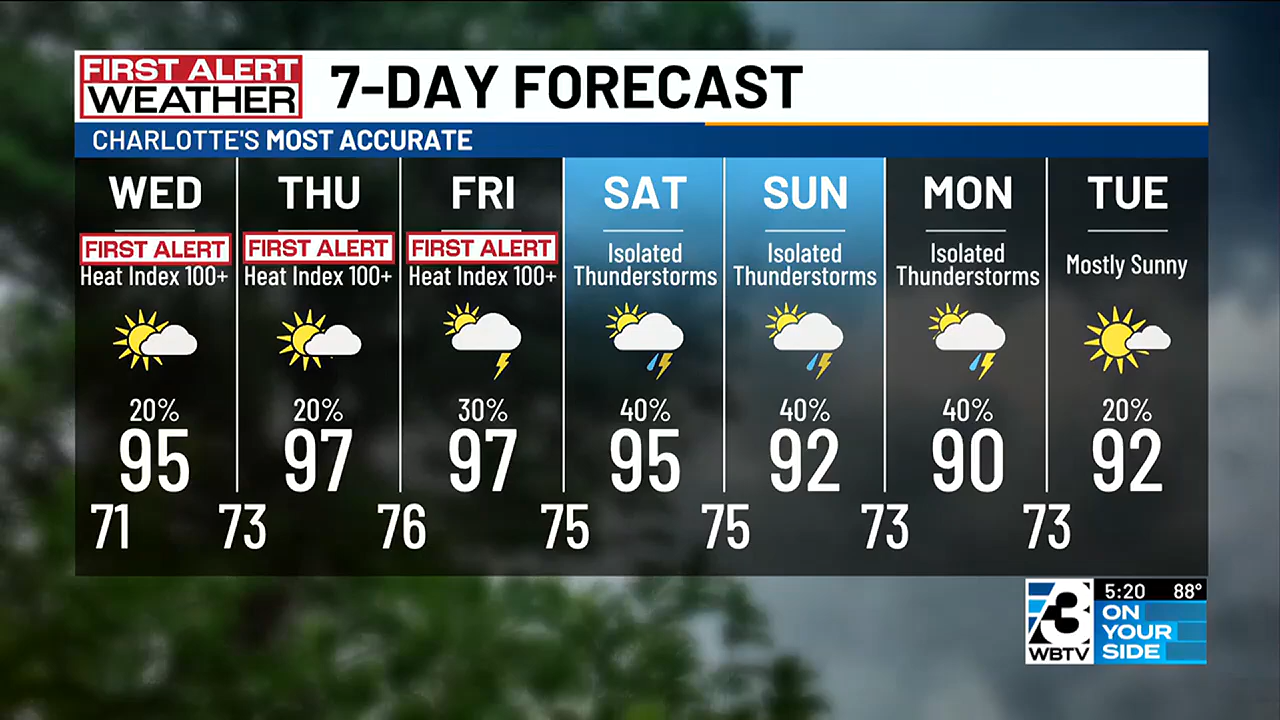 FIRST ALERT
WEATHER
7-DAY FORECAST
CHARLOTTE'S MOST ACCURATE
WED THU FRI SAT SUN MON TUE
FIRST ALERT FIRST ALERT FIRST ALERT
Heat Index 100+ Heat Index 100+ Heat Index 100+
Isolated Isolated Isolated
Thunderstorms Thunderstorms Thunderstorms
Mostly Sunny
20% 20% 30% 40% 40% 40% 20%
95 97 97 95 92 90 92
71 73 76 75 75 73 73
3 5:20 88°
WBTV
ON
YOUR
SIDE